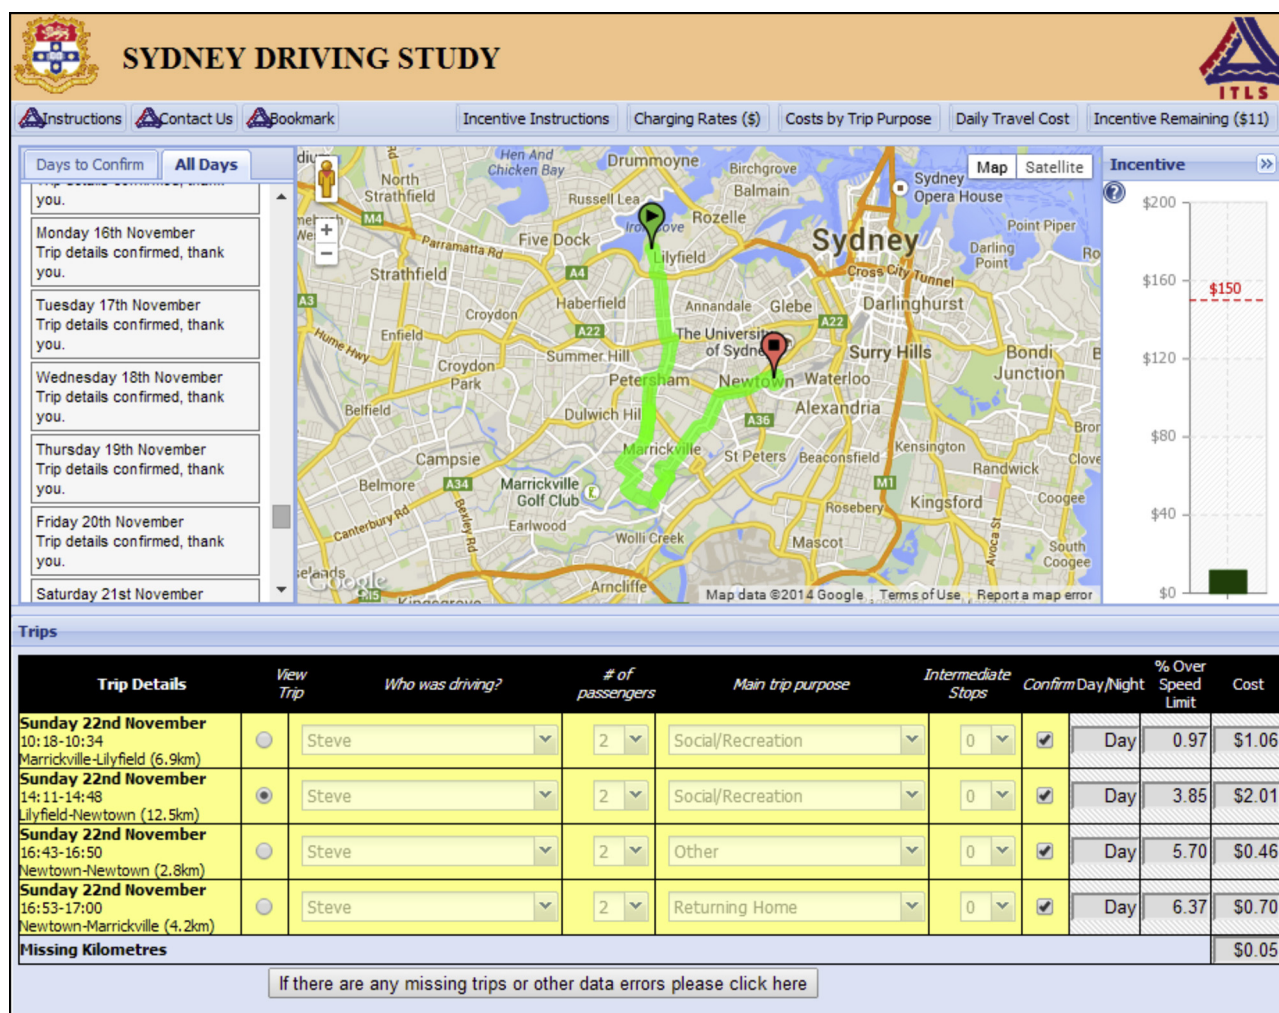 SYDNEY DRIVING STUDY
ITLS
Instructions
Contact Us
Bookmark
Incentive Instructions
Charging Rates ($)
Costs by Trip Purpose
Daily Travel Cost
Incentive Remaining ($11)
Days to Confirm
All Days
you.
Monday 16th November
Trip details confirmed, thank
you.
Tuesday 17th November
Trip details confirmed, thank
you.
Wednesday 18th November
Trip details confirmed, thank
you.
Thursday 19th November
Trip details confirmed, thank
you.
Friday 20th November
Trip details confirmed, thank
you.
Saturday 21st November
Hen And
Chicken Bay
Drummoyne
Birchgrove
Balmain
North
Strathfield
Russell Lea
Rozelle
Sydney
Opera House
Map
Satellite
M4
Parramatta Rd
Five Dock
Iron Cove
Lilyfield
Sydney
Point Piper
Darling
Point
Strathfield
A4
Cross City Tunnel
A3
Haberfield
Annandale
Glebe
Darlinghurst
Croydon
A22
A22
Hume Hwy
Enfield
The University
of Sydney
Summer Hill
Surry Hills
Bondi
Junction
Croydon
Park
Petersham
Newtown
Waterloo
Belfield
Dulwich Hill
A36
Alexandria
Marrickville
St Peters
Beaconsfield
Kensington
Campsie
Randwick
Belmore
A34
Marrickville
Golf Club
M1
Rosebery
Kingsford
Coogee
Canterbury Rd
Bexley Rd
Earlwood
Wolli Creek
Mascot
Avoca St
South
Coogee
Google
Arncliffe
Map data ©2014 Google
Terms of Use
Report a map error
Incentive
$200
$160
$150
$120
$80
$40
$0
Trips
Trip Details
View
Trip
Who was driving?
# of
passengers
Main trip purpose
Intermediate
Stops
Confirm
Day/Night
% Over
Speed
Limit
Cost
Sunday 22nd November
10:18-10:34
Marrickville-Lilyfield (6.9km)
Steve
2
Social/Recreation
0
Day
0.97
$1.06
Sunday 22nd November
14:11-14:48
Lilyfield-Newtown (12.5km)
Steve
2
Social/Recreation
0
Day
3.85
$2.01
Sunday 22nd November
16:43-16:50
Newtown-Newtown (2.8km)
Steve
2
Other
0
Day
5.70
$0.46
Sunday 22nd November
16:53-17:00
Newtown-Marrickville (4.2km)
Steve
2
Returning Home
0
Day
6.37
$0.70
Missing Kilometres
$0.05
If there are any missing trips or other data errors please click here